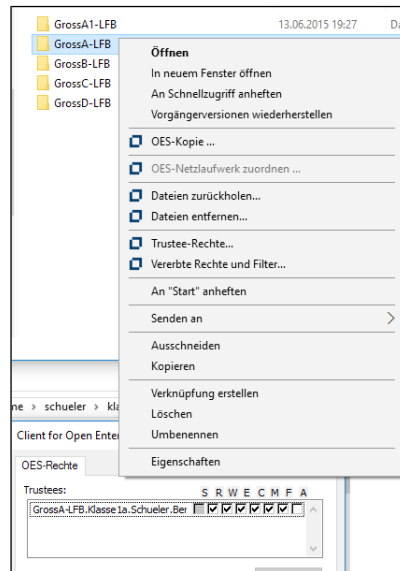 GrossA1-LFB 13.06.2015 19:27
GrossA-LFB
GrossB-LFB
GrossC-LFB
GrossD-LFB
Öffnen
In neuem Fenster öffnen
An Schnellzugriff anheften
Vorgängerversionen wiederherstellen
OES-Kopie ...
OES-Netzlaufwerk zuordnen ...
Dateien zurückholen...
Dateien entfernen...
Trustee-Rechte...
Vererbte Rechte und Filter...
An "Start" anheften
Senden an
Ausschneiden
Kopieren
Verknüpfung erstellen
Löschen
Umbenennen
Eigenschaften
ne > schueler > kla
Client for Open Enter
OES-Rechte
Trustees: S R W E C M F A
GrossA-LFB.Klasse1a.Schueler.Ber